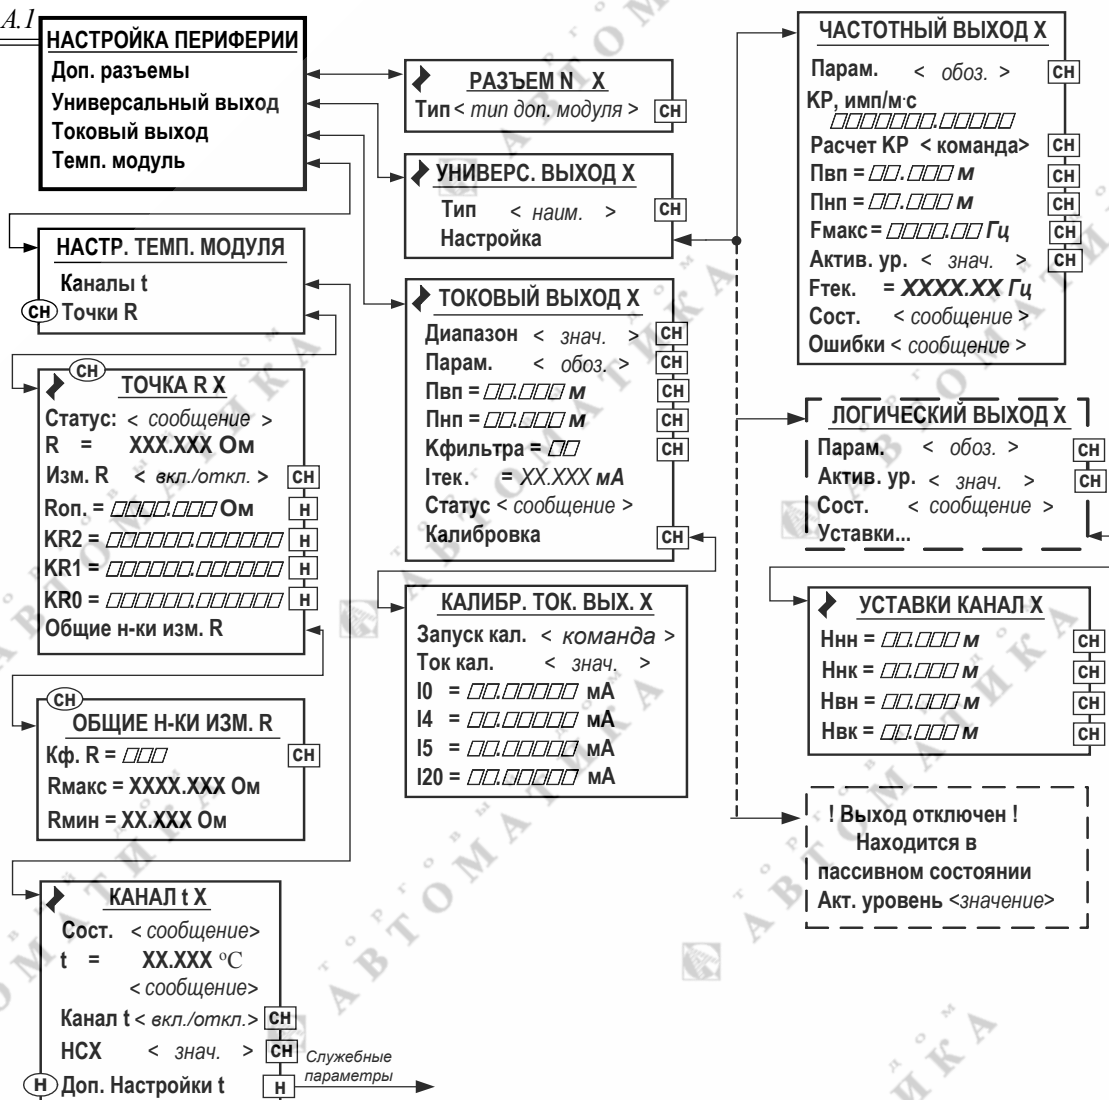 А.1
НАСТРОЙКА ПЕРИФЕРИИ
Доп. разъемы
Универсальный выход
Токовый выход
Темп. модуль
НАСТР. ТЕМП. МОДУЛЯ
Каналы t
СН Точки R
СН
ТОЧКА R X
Статус: < сообщение >
R = XXX.XXX Ом
Изм. R < вкл./откл. > СН
Rоп. = ▯▯▯▯.▯▯▯ Ом Н
KR2 = ▯▯▯▯▯▯.▯▯▯▯▯▯ Н
KR1 = ▯▯▯▯▯▯.▯▯▯▯▯▯ Н
KR0 = ▯▯▯▯▯▯.▯▯▯▯▯▯ Н
Общие н-ки изм. R
СН
ОБЩИЕ Н-КИ ИЗМ. R
Кф. R = ▯▯▯ СН
Rмакс = XXXX.XXX Ом
Rмин = XX.XXX Ом
КАНАЛ t X
Сост. < сообщение>
t = XX.XXX °C
< сообщение>
Канал t < вкл./откл.> СН
НСХ < знач. > СН
Н Доп. Настройки t Н
Служебные
параметры
РАЗЪЕМ N X
Тип < тип доп. модуля > СН
УНИВЕРС. ВЫХОД X
Тип < наим. > СН
Настройка
ТОКОВЫЙ ВЫХОД X
Диапазон < знач. > СН
Парам. < обоз. > СН
Пвп = ▯▯.▯▯▯ м СН
Пнп = ▯▯.▯▯▯ м СН
Кфильтра = ▯▯ СН
Iтек. = XX.XXX мА
Статус < сообщение >
Калибровка СН
КАЛИБР. ТОК. ВЫХ. X
Запуск кал. < команда >
Ток кал. < знач. >
I0 = ▯▯.▯▯▯▯▯ мА
I4 = ▯▯.▯▯▯▯▯ мА
I5 = ▯▯.▯▯▯▯▯ мА
I20 = ▯▯.▯▯▯▯▯ мА
ЧАСТОТНЫЙ ВЫХОД X
Парам. < обоз. > СН
КР, имп/м·с
▯▯▯▯▯▯▯.▯▯▯▯▯
Расчет КР < команда> СН
Пвп = ▯▯.▯▯▯ м СН
Пнп = ▯▯.▯▯▯ м СН
Fмакс = ▯▯▯▯.▯▯ Гц СН
Актив. ур. < знач. > СН
Fтек. = XXXX.XX Гц
Сост. < сообщение >
Ошибки < сообщение >
ЛОГИЧЕСКИЙ ВЫХОД X
Парам. < обоз. > СН
Актив. ур. < знач. > СН
Сост. < сообщение >
Уставки...
УСТАВКИ КАНАЛ X
Ннн = ▯▯.▯▯▯ м СН
Ннк = ▯▯.▯▯▯ м СН
Нвн = ▯▯.▯▯▯ м СН
Нвк = ▯▯.▯▯▯ м СН
! Выход отключен !
Находится в
пассивном состоянии
Акт. уровень <значение>